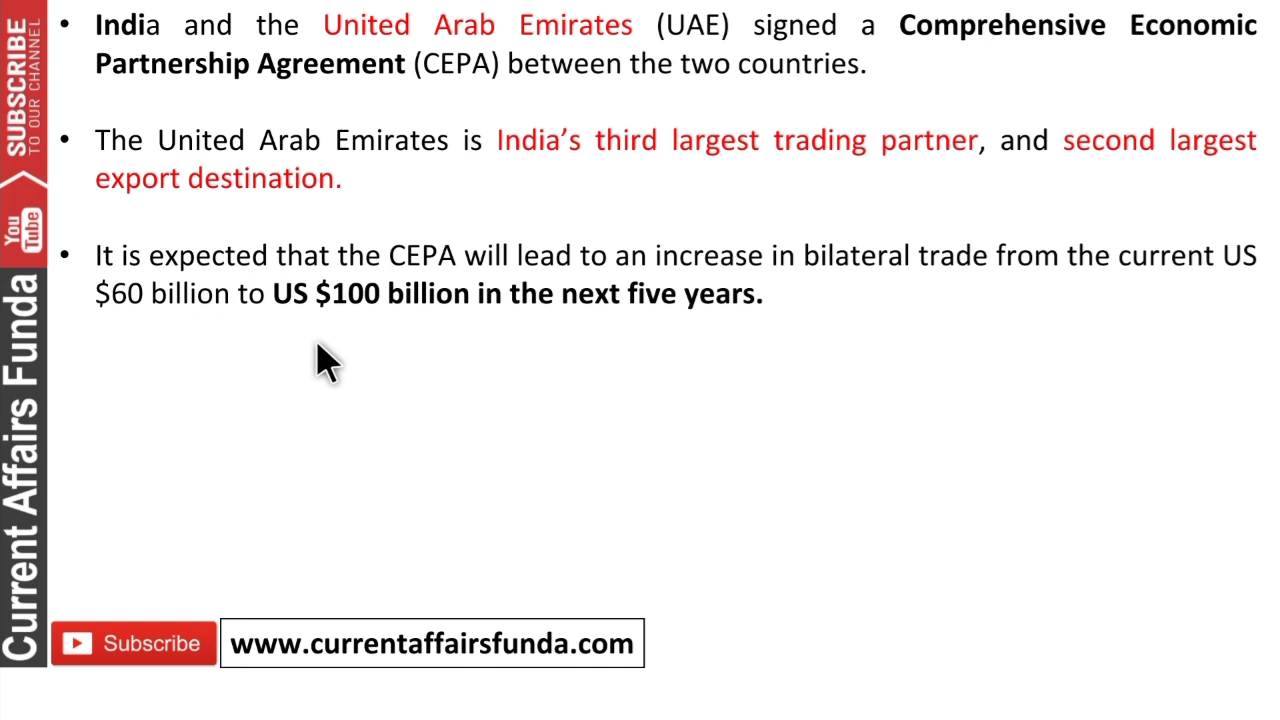 • India and the United Arab Emirates (UAE) signed a Comprehensive Economic
Partnership Agreement (CEPA) between the two countries.
• The United Arab Emirates is India’s third largest trading partner, and second largest
export destination.
• It is expected that the CEPA will lead to an increase in bilateral trade from the current US
$60 billion to US $100 billion in the next five years.
SUBSCRIBE
TO OUR CHANNEL
You
Tube
Current Affairs Funda
Subscribe
www.currentaffairsfunda.com